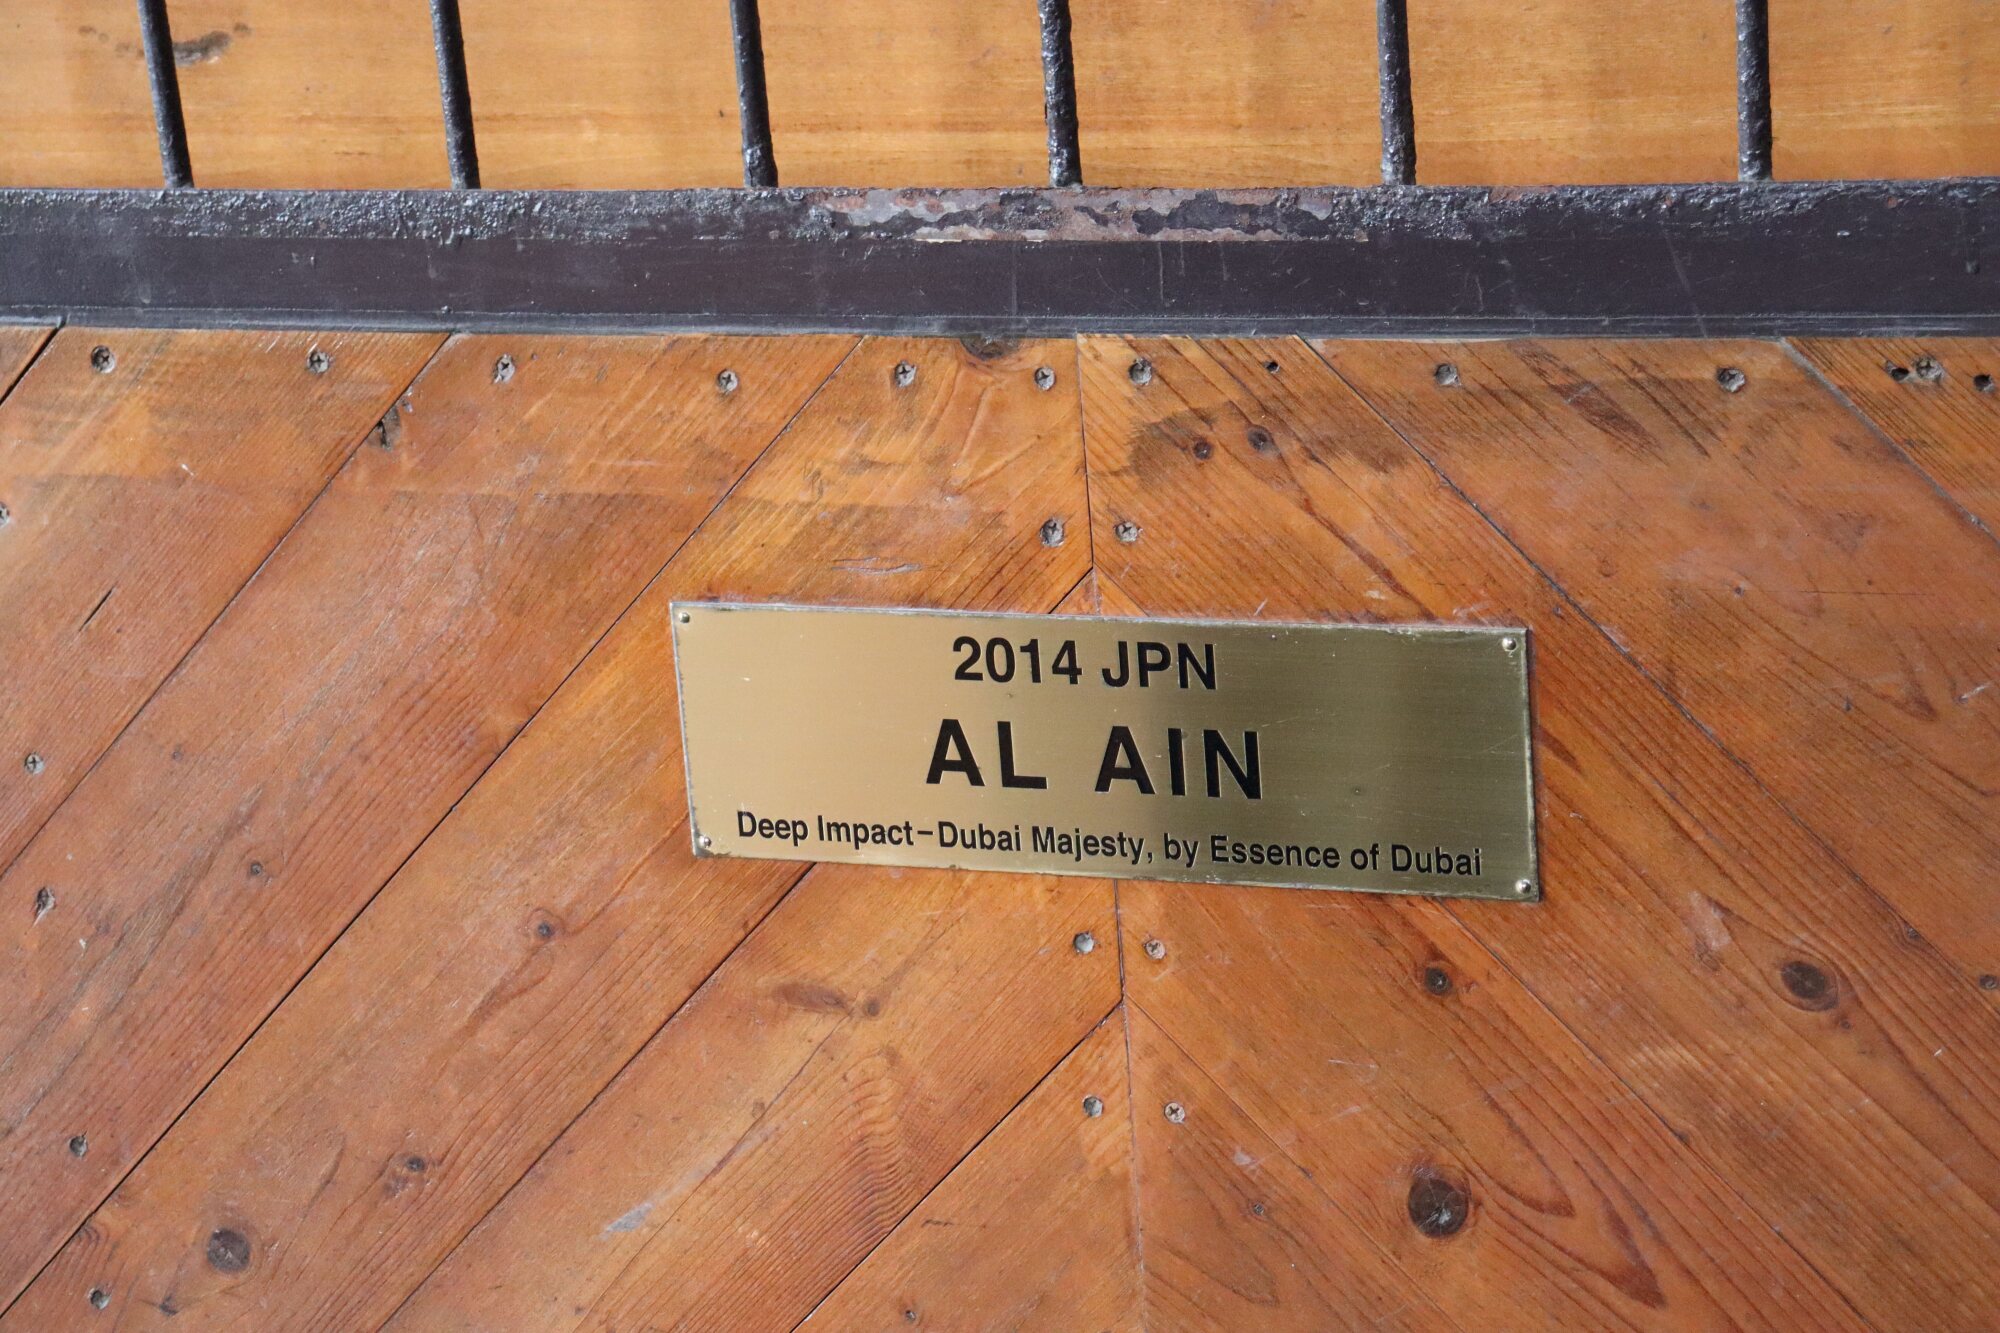 2014 JPN
AL AIN
Deep Impact-Dubai Majesty, by Essence of Dubai